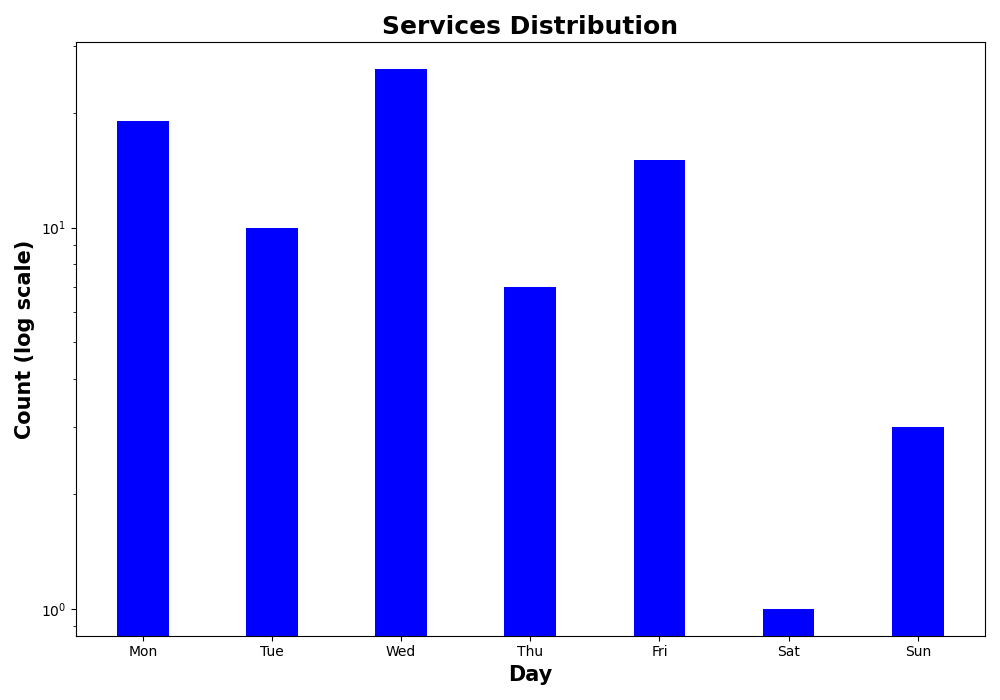 Services Distribution
Count (log scale)
10¹
10⁰
Mon Tue Wed Thu Fri Sat Sun
Day